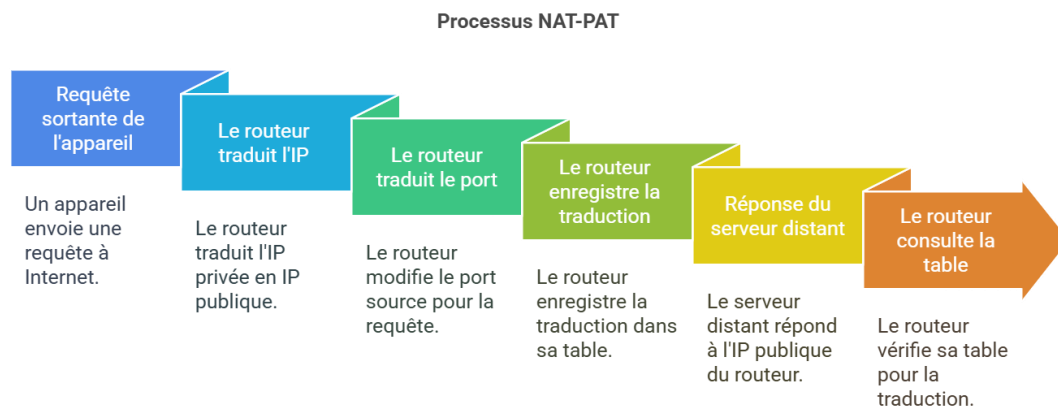 Processus NAT-PAT
Requête
sortante de
l'appareil
Un appareil
envoie une
requête à
Internet.
Le routeur
traduit l'IP
Le routeur
traduit l'IP
privée en IP
publique.
Le routeur
traduit le port
Le routeur
modifie le port
source pour la
requête.
Le routeur
enregistre la
traduction
Le routeur
enregistre la
traduction dans
sa table.
Réponse du
serveur distant
Le serveur
distant répond
à l'IP publique
du routeur.
Le routeur
consulte la
table
Le routeur
vérifie sa table
pour la
traduction.